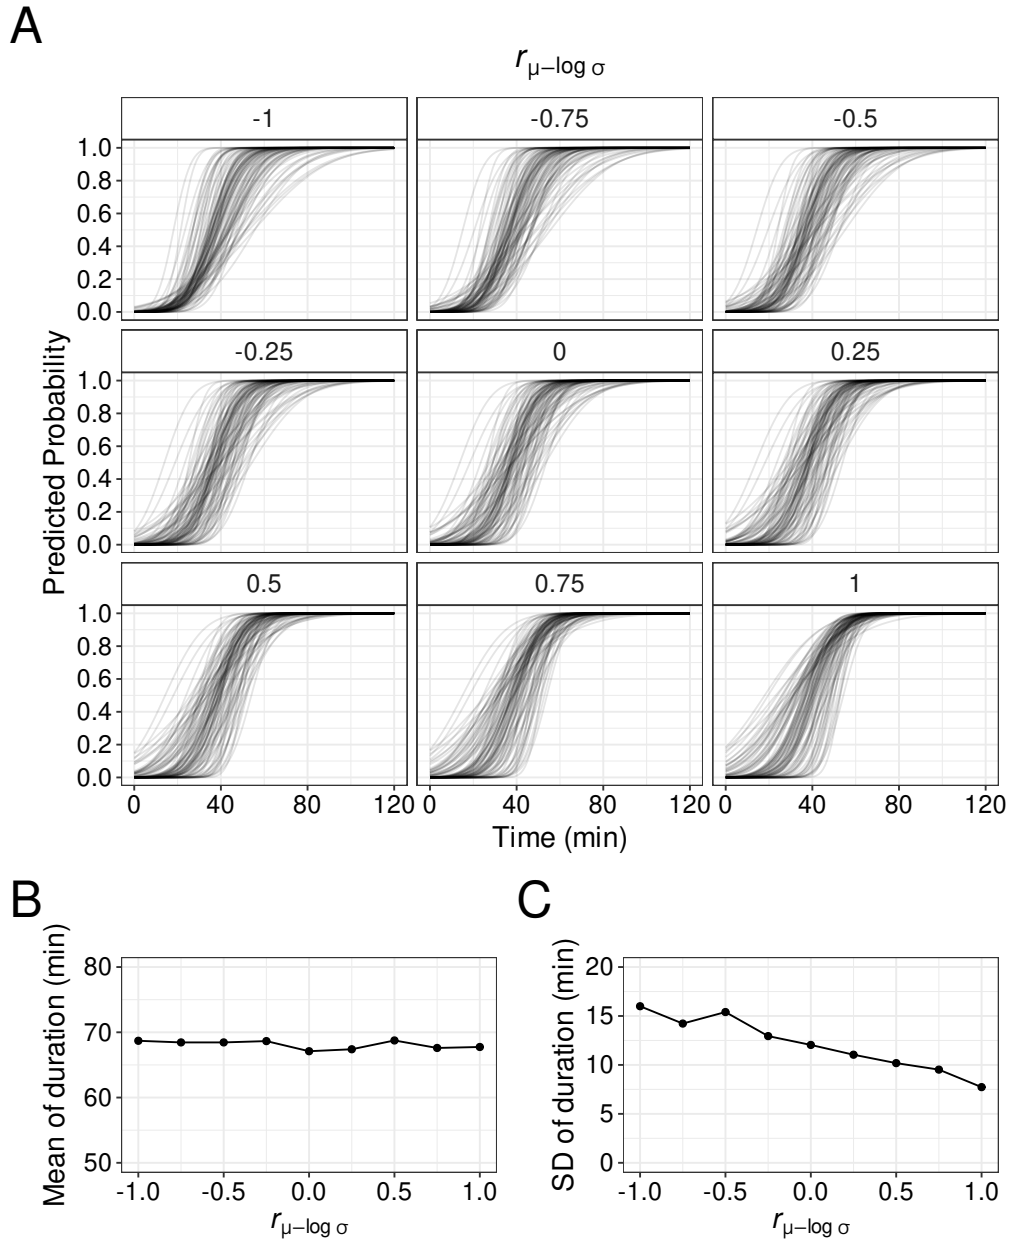 A
r μ−log σ
-1 -0.75 -0.5
1.0
0.8
0.6
0.4
0.2
0.0
-0.25 0 0.25
1.0
0.8
0.6
0.4
0.2
0.0
0.5 0.75 1
1.0
0.8
0.6
0.4
0.2
0.0
Predicted Probability
0 40 80 120 0 40 80 120 0 40 80 120
Time (min)
B
Mean of duration (min)
80
70
60
50
-1.0 -0.5 0.0 0.5 1.0
r μ−log σ
C
SD of duration (min)
20
15
10
5
0
-1.0 -0.5 0.0 0.5 1.0
r μ−log σ